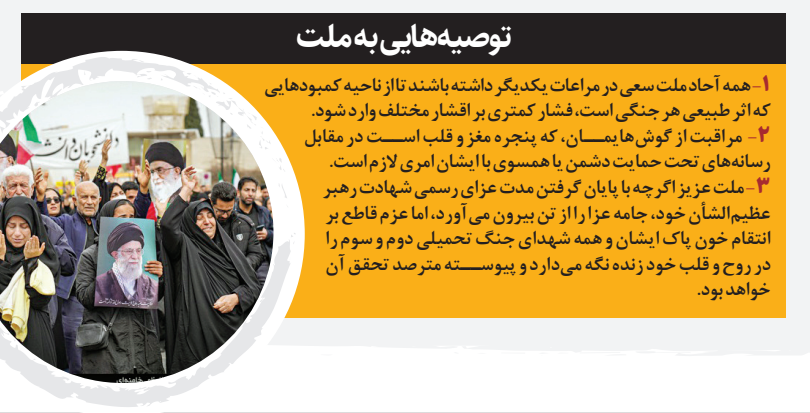 توصیه‌هایی به ملت
۱- همه آحاد ملت سعی در مراعات یکدیگر داشته باشند تا از ناحیه کمبودهایی
که اثر طبیعی هر جنگی است، فشار کمتری بر اقشار مختلف وارد شود.
۲- مراقبت از گوش‌هایمــان، که پنجره مغز و قلب اســت در مقابل
رسانه‌های تحت حمایت دشمن یا همسوی با ایشان امری لازم است.
۳- ملت عزیز اگرچه با پایان گرفتن مدت عزای رسمی شهادت رهبر
عظیم‌الشأن خود، جامه عزا را از تن بیرون می‌آورد، اما عزم قاطع بر
انتقام خون پاک ایشان و همه شهدای جنگ تحمیلی دوم و سوم را
در روح و قلب خود زنده نگه می‌دارد و پیوســته مترصد تحقق آن
خواهد بود.
خامنه‌ای